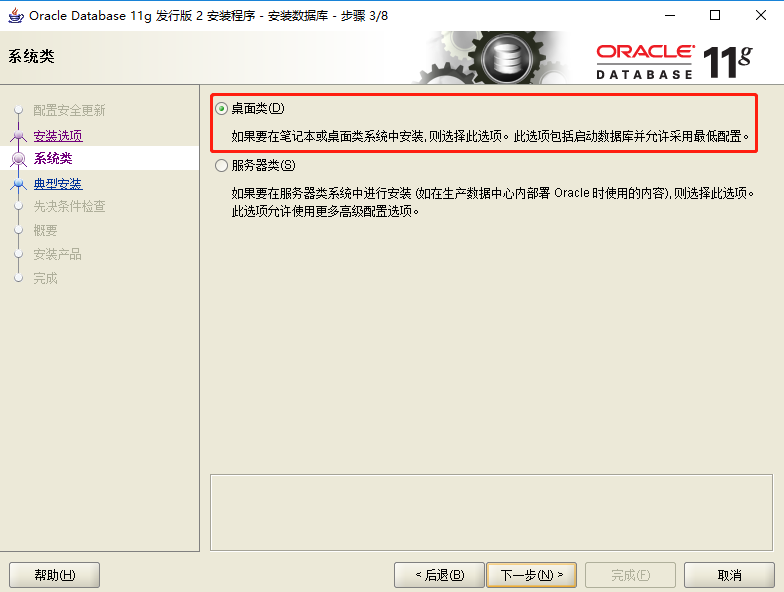 Oracle Database 11g 发行版 2 安装程序 - 安装数据库 - 步骤 3/8
系统类
ORACLE
DATABASE 11g
配置安全更新
安装选项
系统类
典型安装
先决条件检查
概要
安装产品
完成
桌面类(D)
如果要在笔记本或桌面类系统中安装,则选择此选项。此选项包括启动数据库并允许采用最低配置。
服务器类(S)
如果要在服务器类系统中进行安装 (如在生产数据中心内部署 Oracle 时使用的内容),则选择此选项。
此选项允许使用更多高级配置选项。
帮助(H)
< 后退(B)
下一步(N) >
完成(F)
取消